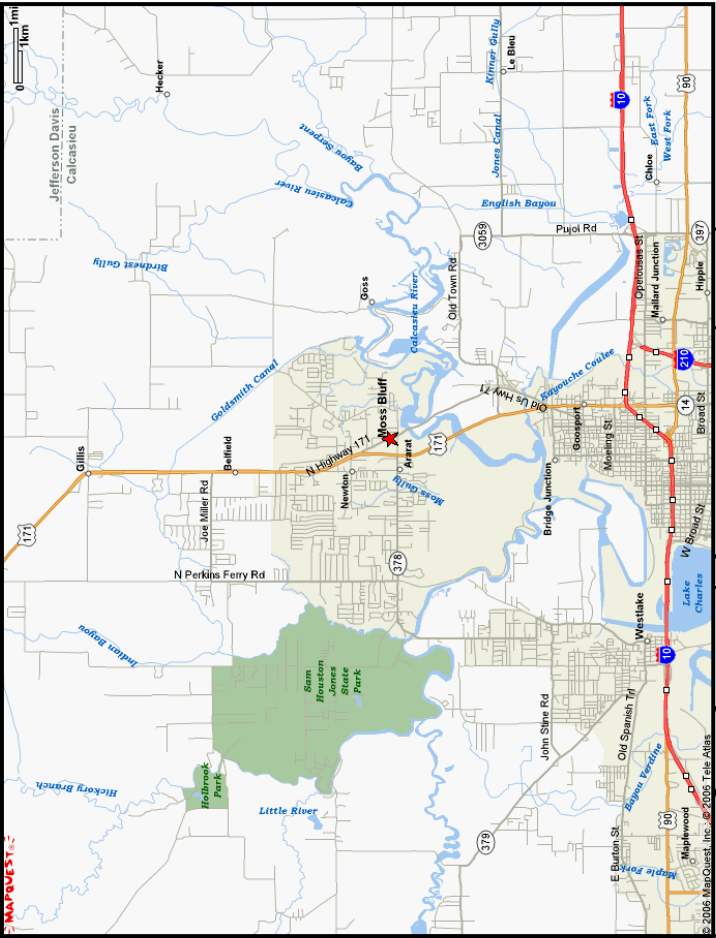 1mi
1km
0
Hecker
Jefferson Davis
Calcasieu
Kinner Gully
Le Bleu
90
10
East Fork
West Fork
Chloe
Jones Canal
Bayou Serpent
Calcasieu River
English Bayou
Pujol Rd
397
3059
Birdnest Gully
Goss
Old Town Rd
Opelousas St
Mallard Junction
Hipple
Calcasieu River
210
Goldsmith Canal
Kayouche Coulee
Old Us Hwy 71
14
Broad St
Moss Bluff
Goosport
Moeling St
N Highway 171
171
Ararat
Gillis
Belfield
Newton
Moss Gully
Bridge Junction
W Broad St
171
Joe Miller Rd
378
N Perkins Ferry Rd
Lake
Charles
Westlake
Indian Bayou
10
Sam
Houston
Jones
State
Park
John Stine Rd
Old Spanish Trl
Holbrook
Park
Hickory Branch
Little River
Bayou Verdine
90
Maplewood
379
E Burton St
Maple Fork
MAPQUEST
© 2006 MapQuest, Inc.; © 2006 Tele Atlas